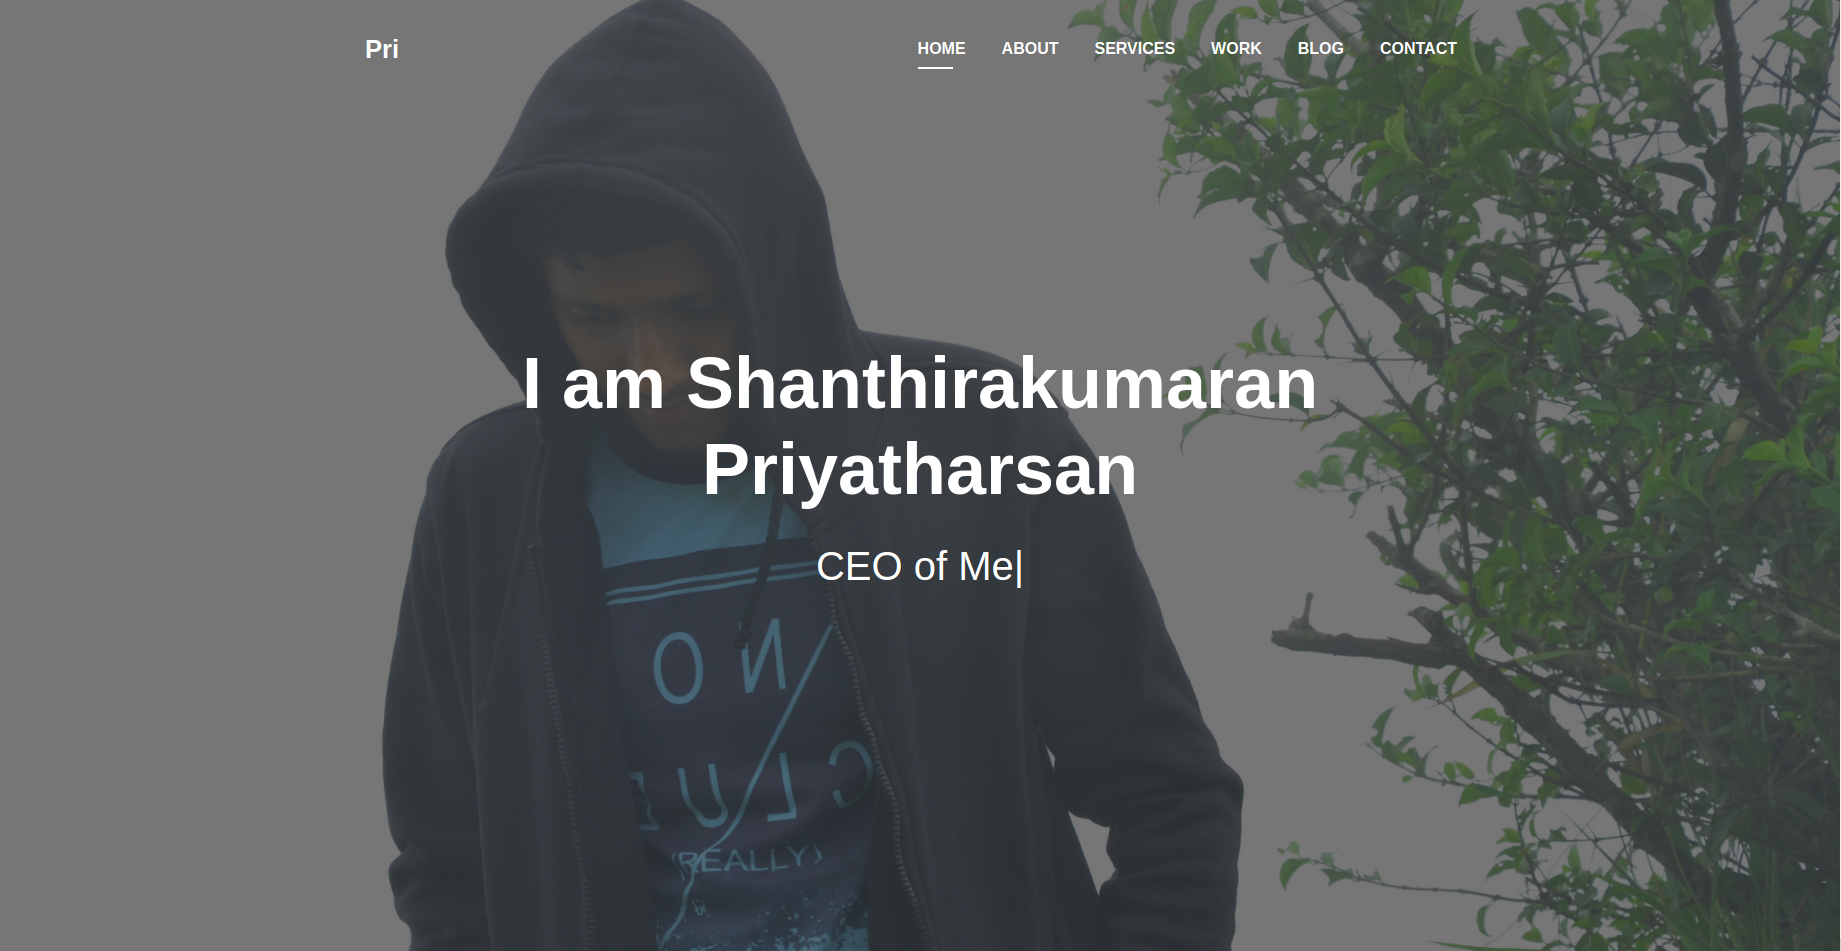 Pri
HOME ABOUT SERVICES WORK BLOG CONTACT
I am Shanthirakumaran
Priyatharsan
CEO of Me|
NO
CLUE
(REALLY)